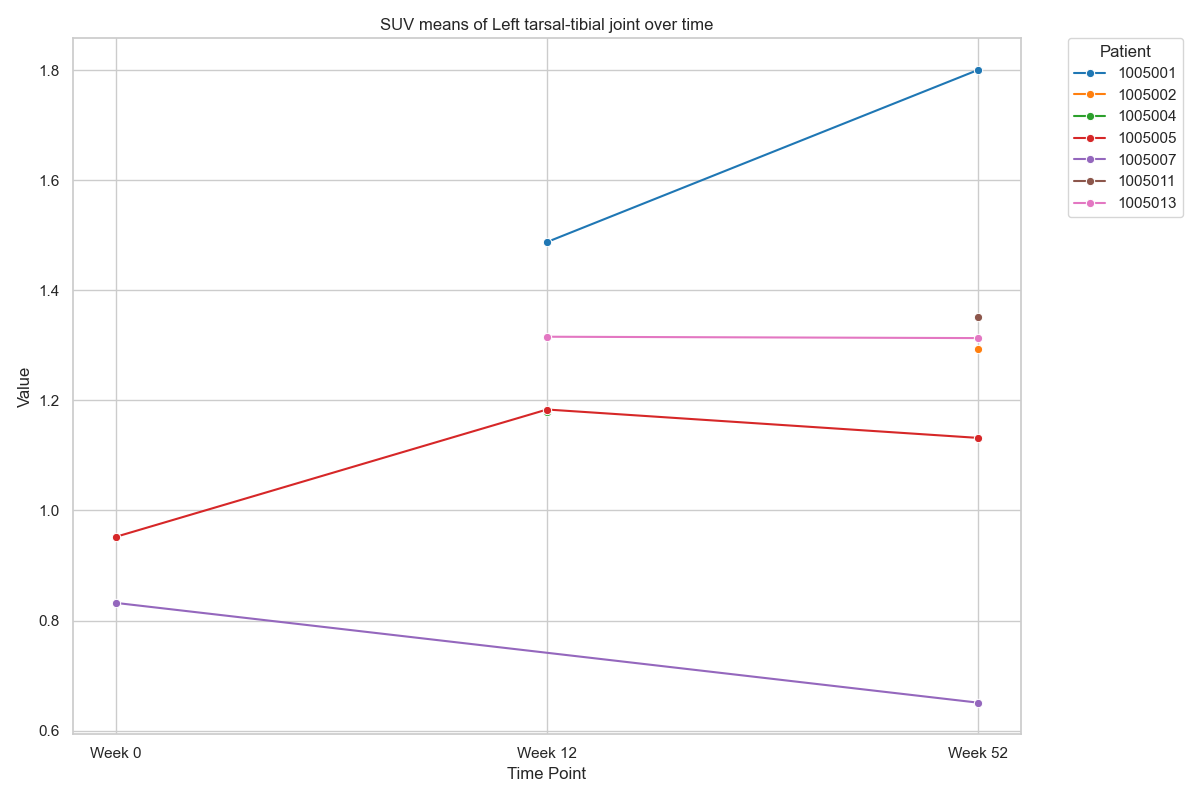 SUV means of Left tarsal-tibial joint over time
Patient
1005001
1005002
1005004
1005005
1005007
1005011
1005013
Value
1.8
1.6
1.4
1.2
1.0
0.8
0.6
Week 0
Week 12
Week 52
Time Point